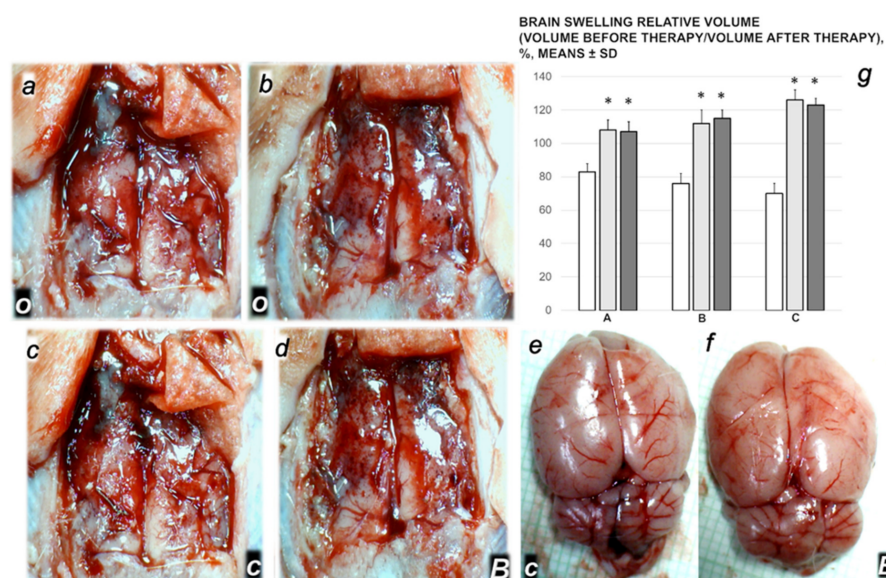 BRAIN SWELLING RELATIVE VOLUME
(VOLUME BEFORE THERAPY/VOLUME AFTER THERAPY),
%, MEANS ± SD
a
b
g
140
120
100
80
60
40
20
0
* *
* *
* *
A B C
o
o
c
d
e
f
c
B
c